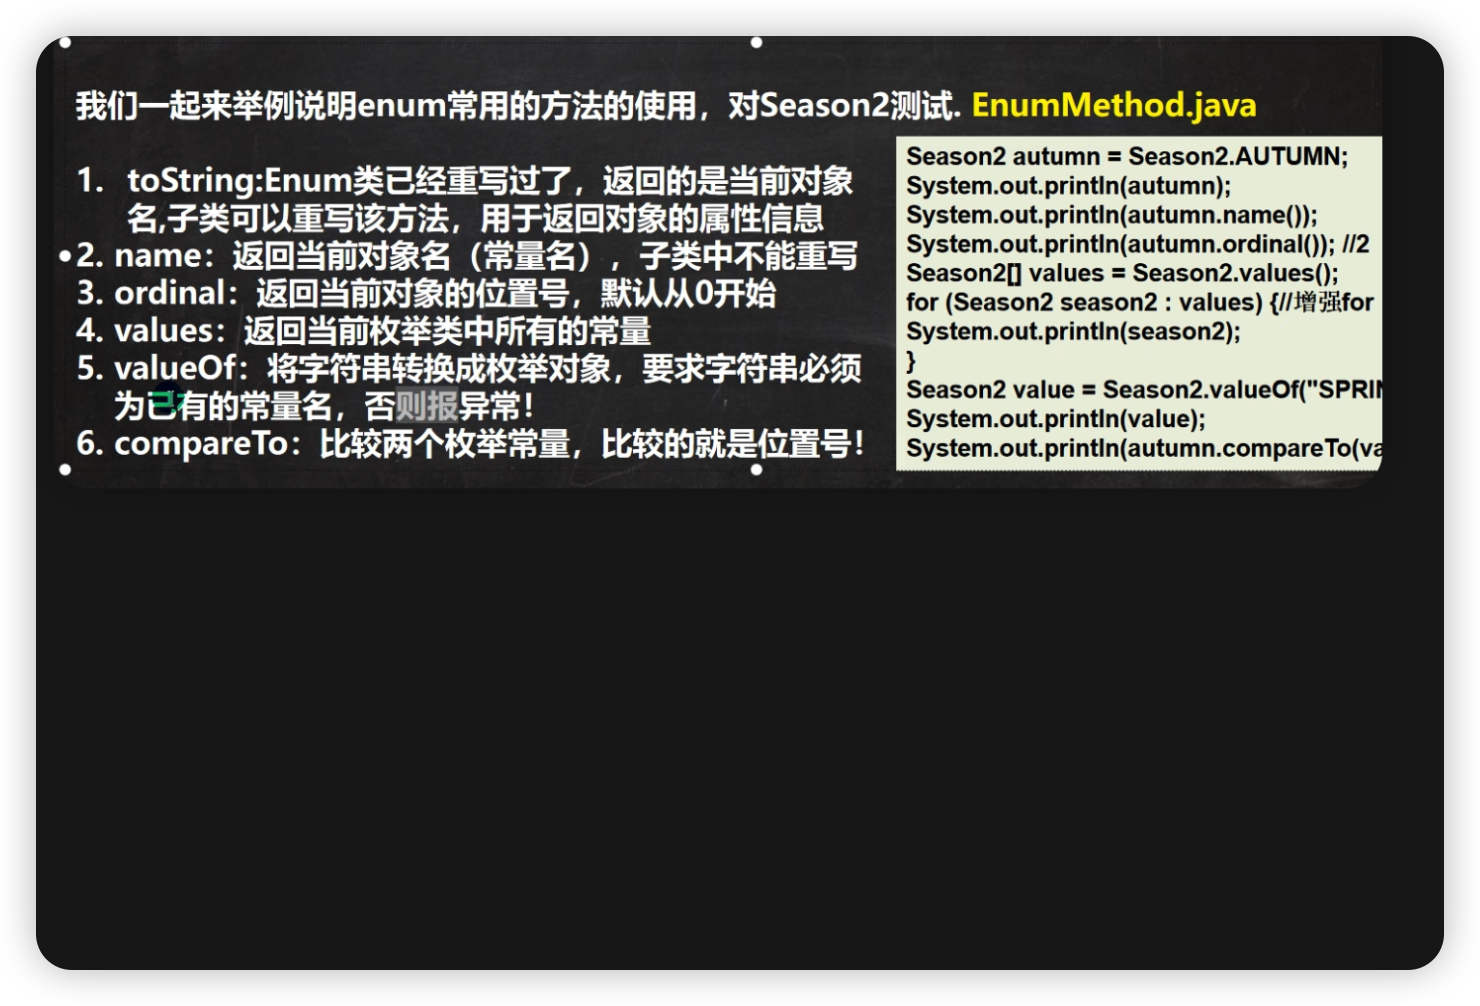 我们一起来举例说明enum常用的方法的使用，对Season2测试. EnumMethod.java
1. toString:Enum类已经重写过了，返回的是当前对象
名,子类可以重写该方法，用于返回对象的属性信息
2. name：返回当前对象名（常量名），子类中不能重写
3. ordinal：返回当前对象的位置号，默认从0开始
4. values：返回当前枚举类中所有的常量
5. valueOf：将字符串转换成枚举对象，要求字符串必须
为已有的常量名，否则报异常！
6. compareTo：比较两个枚举常量，比较的就是位置号！
Season2 autumn = Season2.AUTUMN;
System.out.println(autumn);
System.out.println(autumn.name());
System.out.println(autumn.ordinal()); //2
Season2[] values = Season2.values();
for (Season2 season2 : values) {//增强for
System.out.println(season2);
}
Season2 value = Season2.valueOf("SPRIN
System.out.println(value);
System.out.println(autumn.compareTo(va